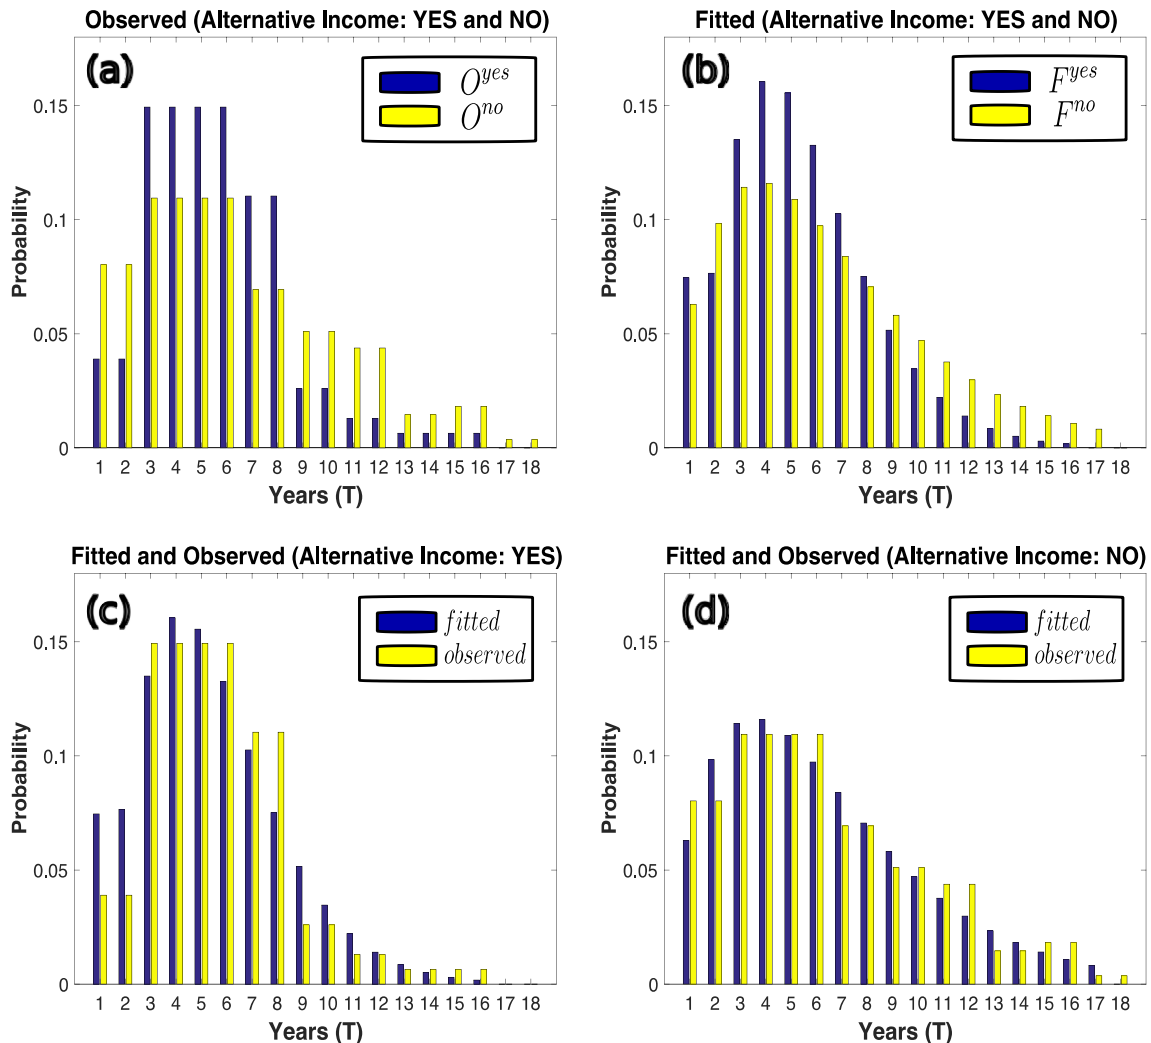 Observed (Alternative Income: YES and NO)
(a)
O^yes
O^no
0.15
0.1
0.05
0
Probability
1 2 3 4 5 6 7 8 9 10 11 12 13 14 15 16 17 18
Years (T)
Fitted (Alternative Income: YES and NO)
(b)
F^yes
F^no
0.15
0.1
0.05
0
Probability
1 2 3 4 5 6 7 8 9 10 11 12 13 14 15 16 17 18
Years (T)
Fitted and Observed (Alternative Income: YES)
(c)
fitted
observed
0.15
0.1
0.05
0
Probability
1 2 3 4 5 6 7 8 9 10 11 12 13 14 15 16 17 18
Years (T)
Fitted and Observed (Alternative Income: NO)
(d)
fitted
observed
0.15
0.1
0.05
0
Probability
1 2 3 4 5 6 7 8 9 10 11 12 13 14 15 16 17 18
Years (T)